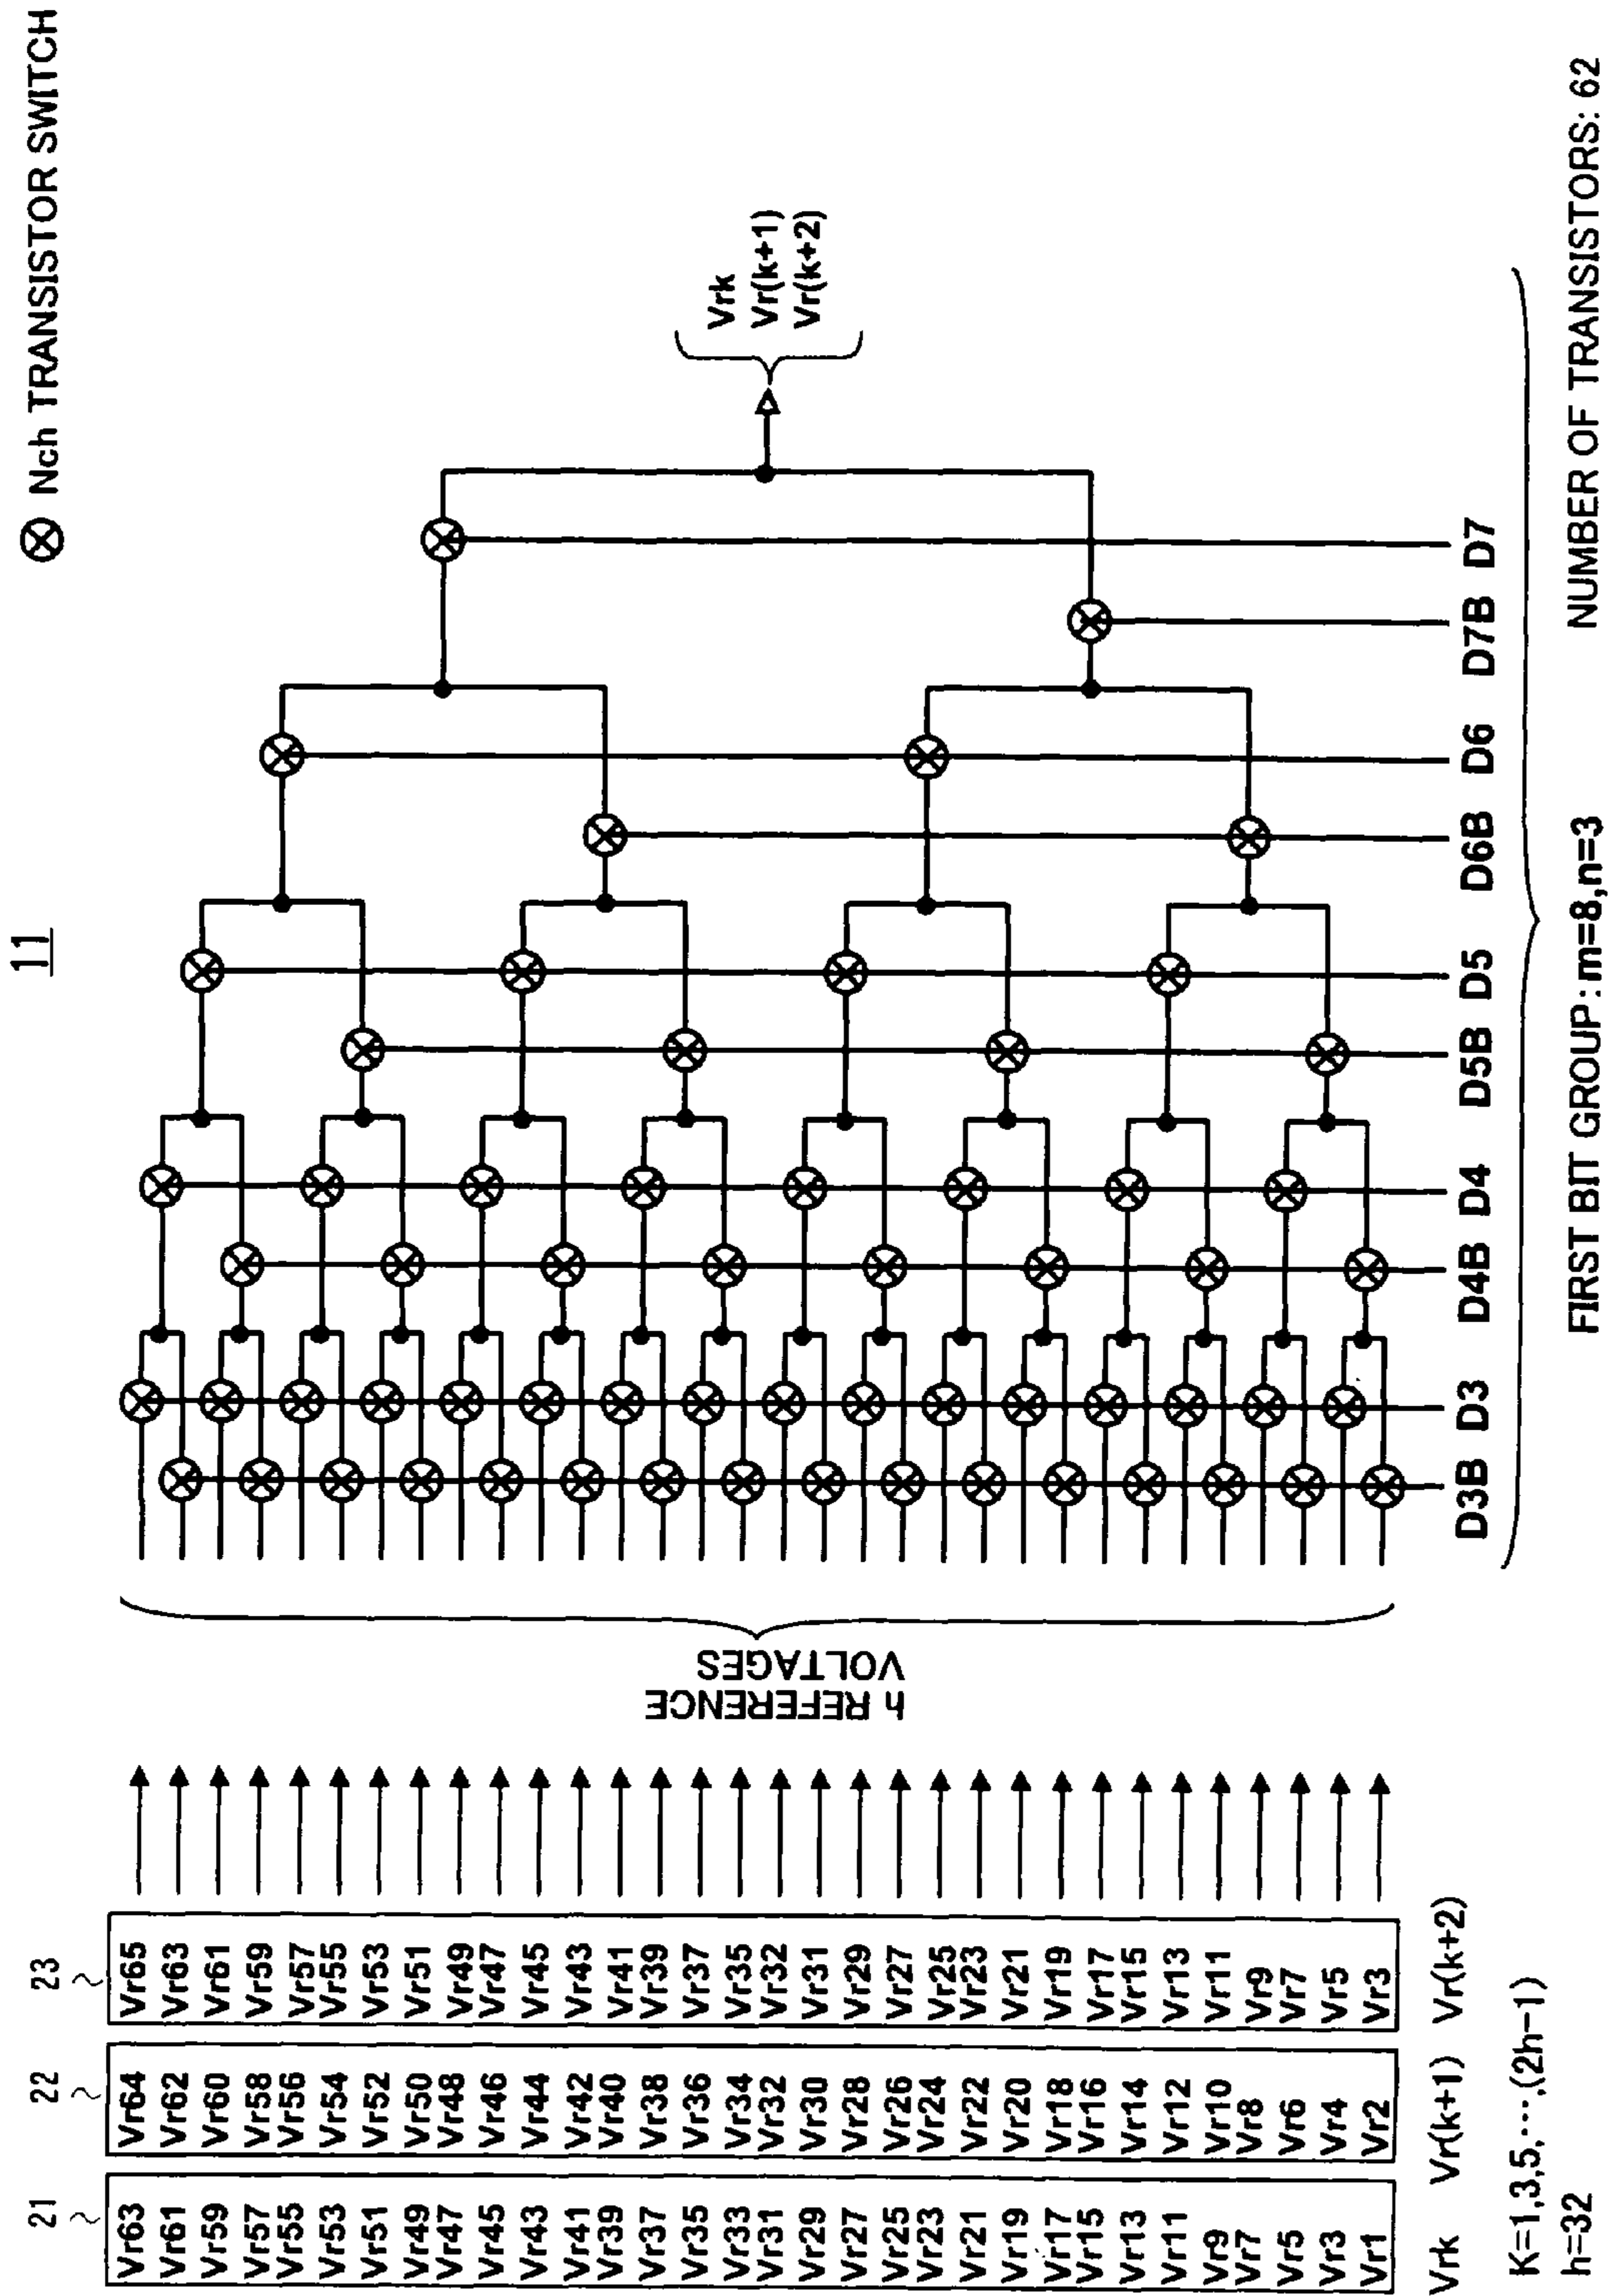 11
Nch TRANSISTOR SWITCH
21
Vr63
Vr61
Vr59
Vr57
Vr55
Vr53
Vr51
Vr49
Vr47
Vr45
Vr43
Vr41
Vr39
Vr37
Vr35
Vr33
Vr31
Vr29
Vr27
Vr25
Vr23
Vr21
Vr19
Vr17
Vr15
Vr13
Vr11
Vr9
Vr7
Vr5
Vr3
Vr1
Vrk
22
Vr64
Vr62
Vr60
Vr58
Vr56
Vr54
Vr52
Vr50
Vr48
Vr46
Vr44
Vr42
Vr40
Vr38
Vr36
Vr34
Vr32
Vr30
Vr28
Vr26
Vr24
Vr22
Vr20
Vr18
Vr16
Vr14
Vr12
Vr10
Vr8
Vr6
Vr4
Vr2
Vr(k+1)
23
Vr65
Vr63
Vr61
Vr59
Vr57
Vr55
Vr53
Vr51
Vr49
Vr47
Vr45
Vr43
Vr41
Vr39
Vr37
Vr35
Vr32
Vr31
Vr29
Vr27
Vr25
Vr23
Vr21
Vr19
Vr17
Vr15
Vr13
Vr11
Vr9
Vr7
Vr5
Vr3
Vr(k+2)
K=1,3,5,···,(2h-1)
h=32
h REFERENCE
VOLTAGES
Vrk
Vr(k+1)
Vr(k+2)
D3B D3 D4B D4 D5B D5 D6B D6 D7B D7
FIRST BIT GROUP: m=8,n=3
NUMBER OF TRANSISTORS: 62